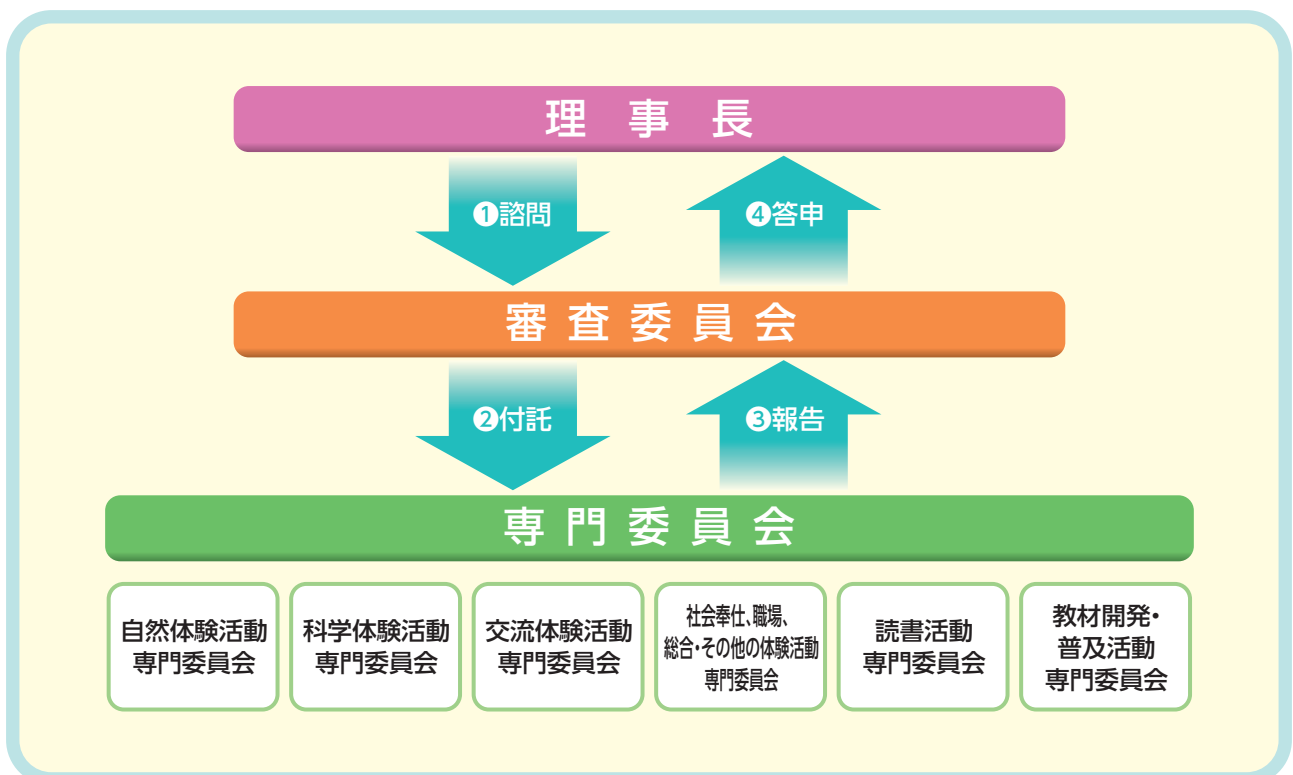 理事長
❶諮問
❹答申
審査委員会
❷付託
❸報告
専門委員会
自然体験活動
専門委員会
科学体験活動
専門委員会
交流体験活動
専門委員会
社会奉仕、職場、
総合・その他の体験活動
専門委員会
読書活動
専門委員会
教材開発・
普及活動
専門委員会